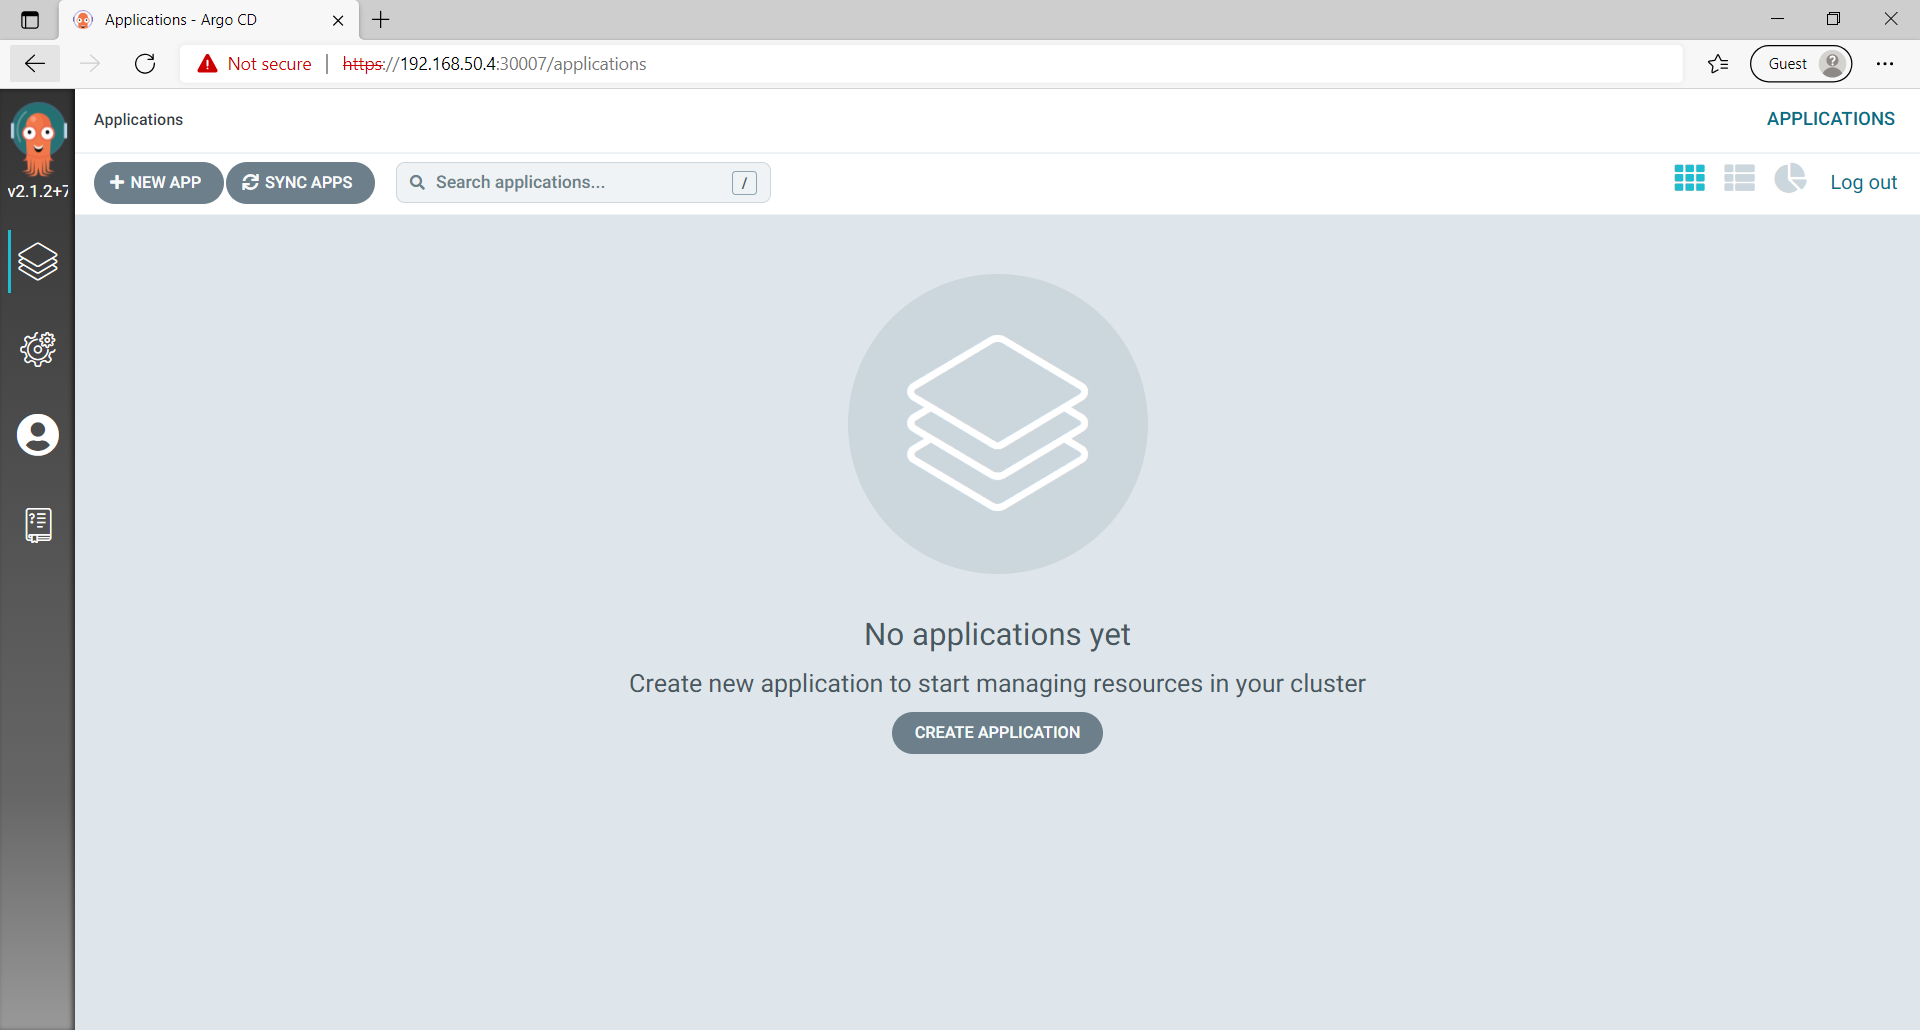 Applications - Argo CD
Not secure | https://192.168.50.4:30007/applications
Guest
v2.1.2+7
Applications
APPLICATIONS
NEW APP
SYNC APPS
Search applications...
/
Log out
No applications yet
Create new application to start managing resources in your cluster
CREATE APPLICATION